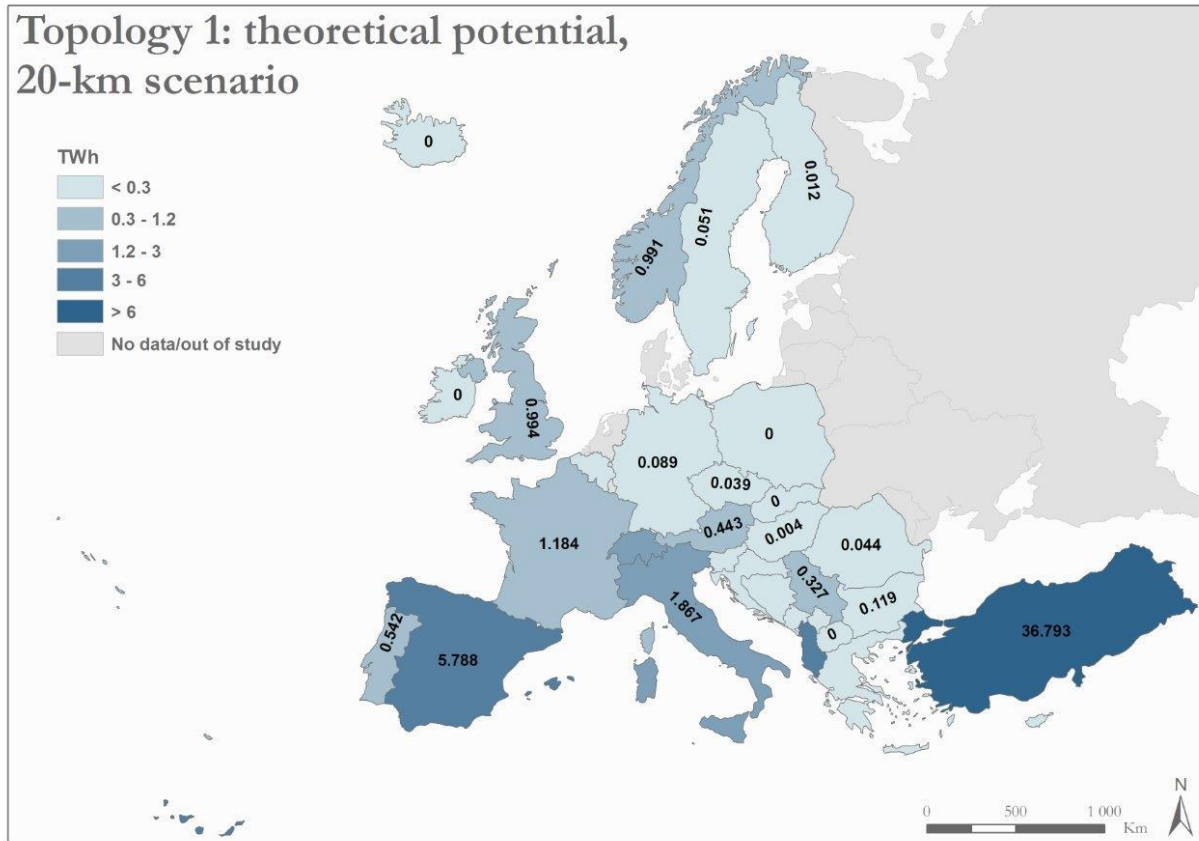 Topology 1: theoretical potential,
20-km scenario
TWh
< 0.3
0.3 - 1.2
1.2 - 3
3 - 6
> 6
No data/out of study
0
0.012
0.051
0.991
0
0.994
0.089
0
0.039
0
0.443
0.004
0.044
1.184
0.327
1.867
0.119
0
36.793
0.542
5.788
N
0 500 1 000
Km